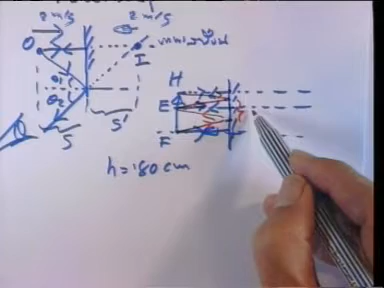 2 m/s 2 m/s
O I
θ1
θ2
S S'
H
E
F
h = 180 cm